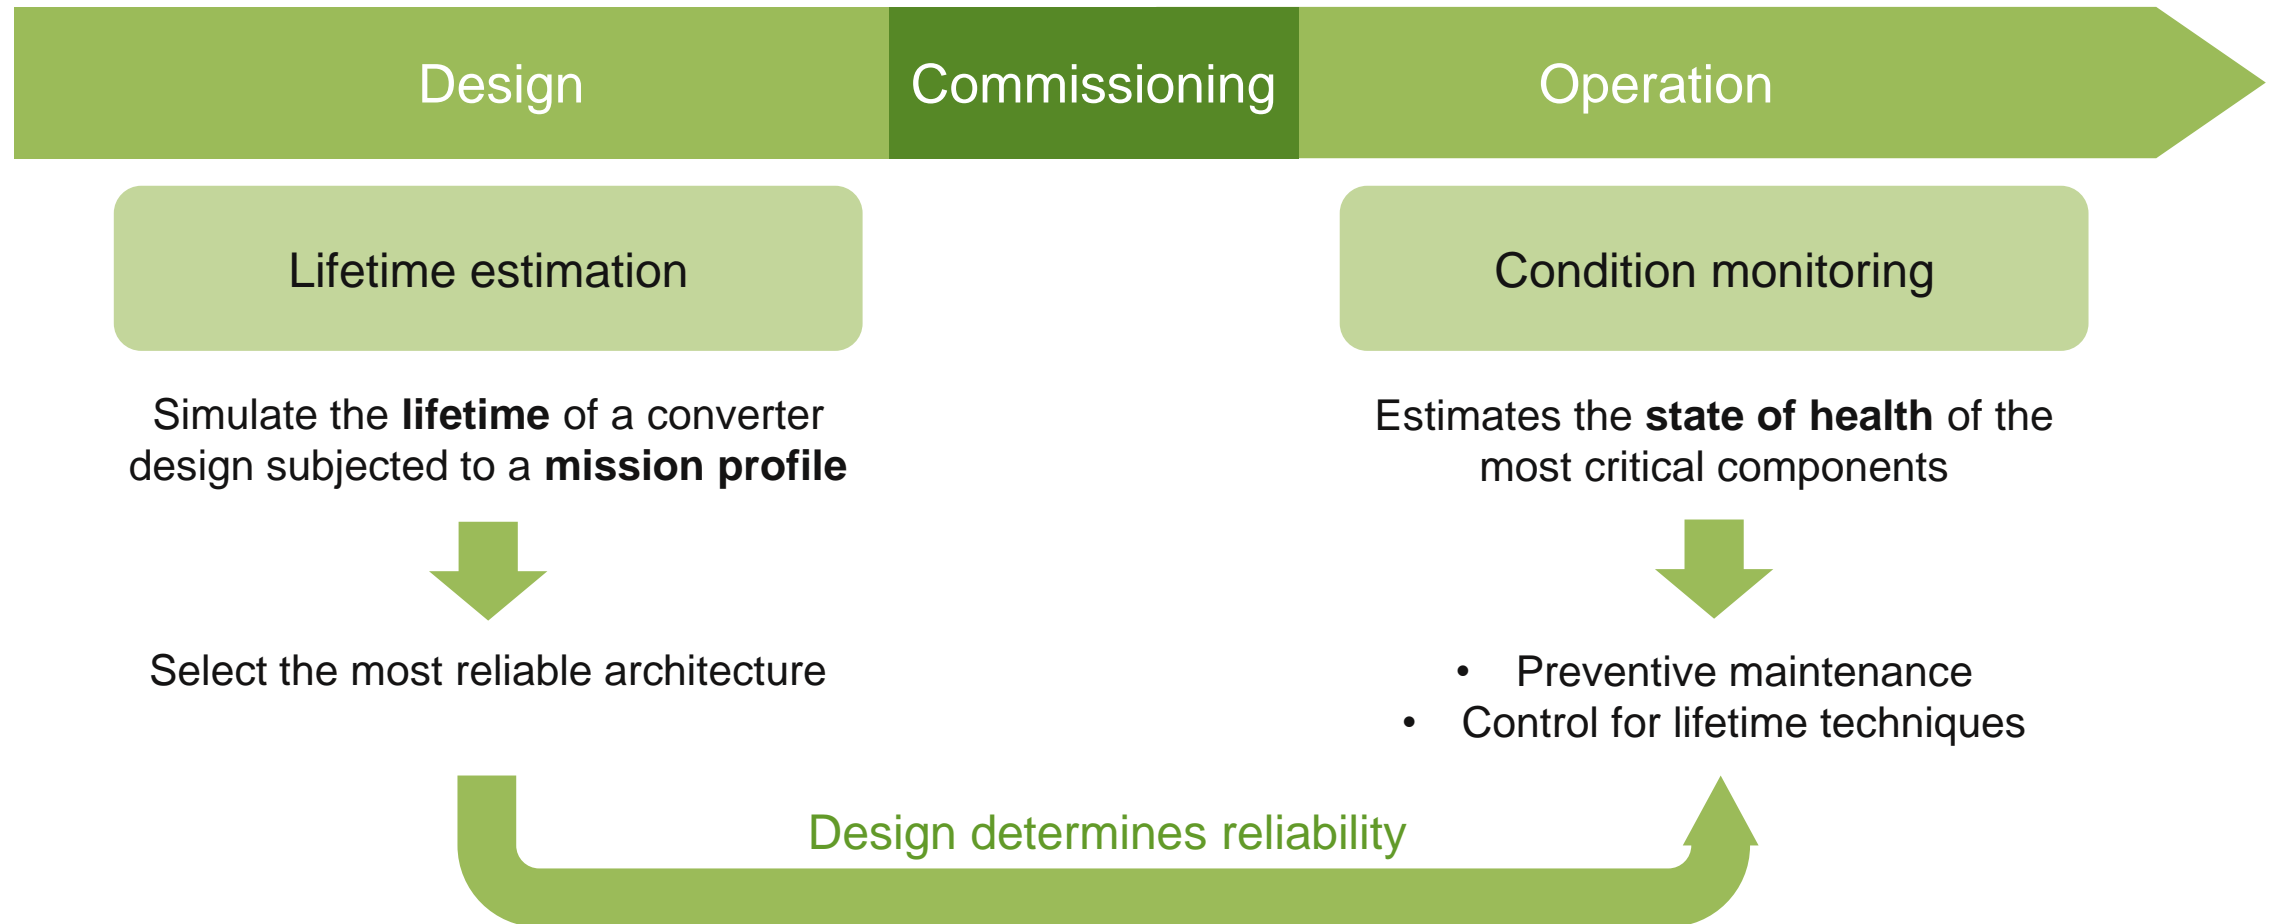 Design
Commissioning
Operation
Lifetime estimation
Condition monitoring
Simulate the lifetime of a converter
design subjected to a mission profile
Estimates the state of health of the
most critical components
Select the most reliable architecture
• Preventive maintenance
• Control for lifetime techniques
Design determines reliability